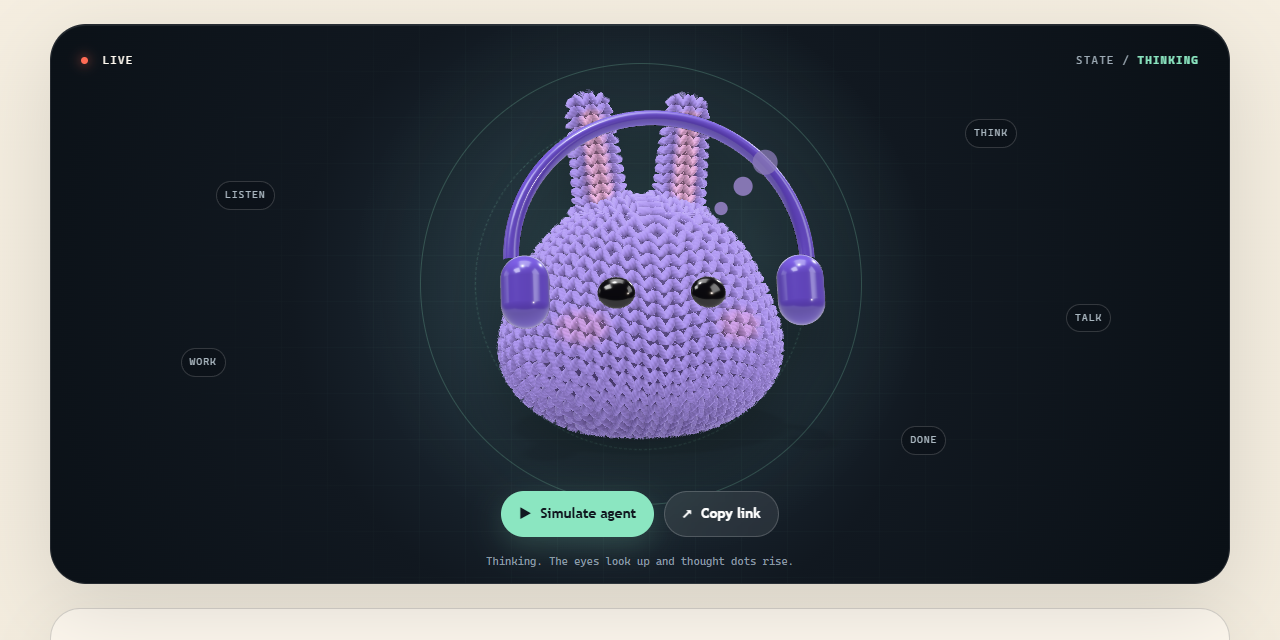 LIVE
STATE / THINKING
THINK
LISTEN
TALK
WORK
DONE
▶ Simulate agent
↗ Copy link
Thinking. The eyes look up and thought dots rise.